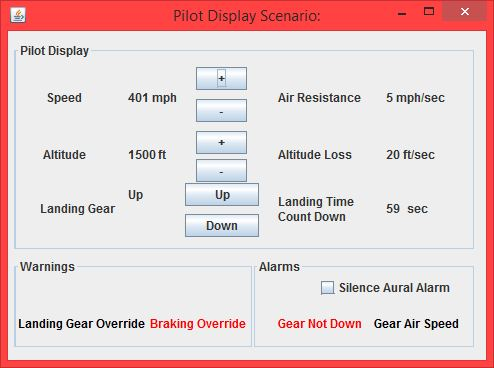 Pilot Display Scenario:
Pilot Display
Speed 401 mph + - Air Resistance 5 mph/sec
Altitude 1500 ft + - Altitude Loss 20 ft/sec
Landing Gear Up Up Down Landing Time Count Down 59 sec
Warnings
Landing Gear Override Braking Override
Alarms
Silence Aural Alarm
Gear Not Down Gear Air Speed